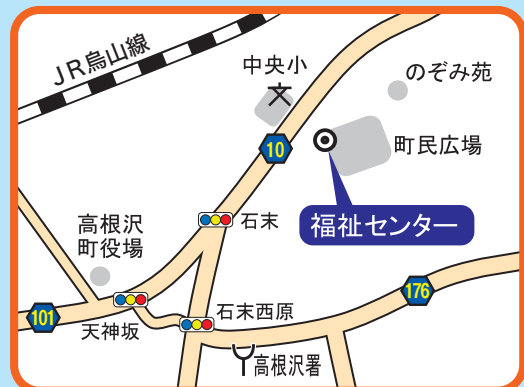 JR烏山線
中央小
のぞみ苑
10
町民広場
福祉センター
石末
高根沢
町役場
101
天神坂
石末西原
176
高根沢署